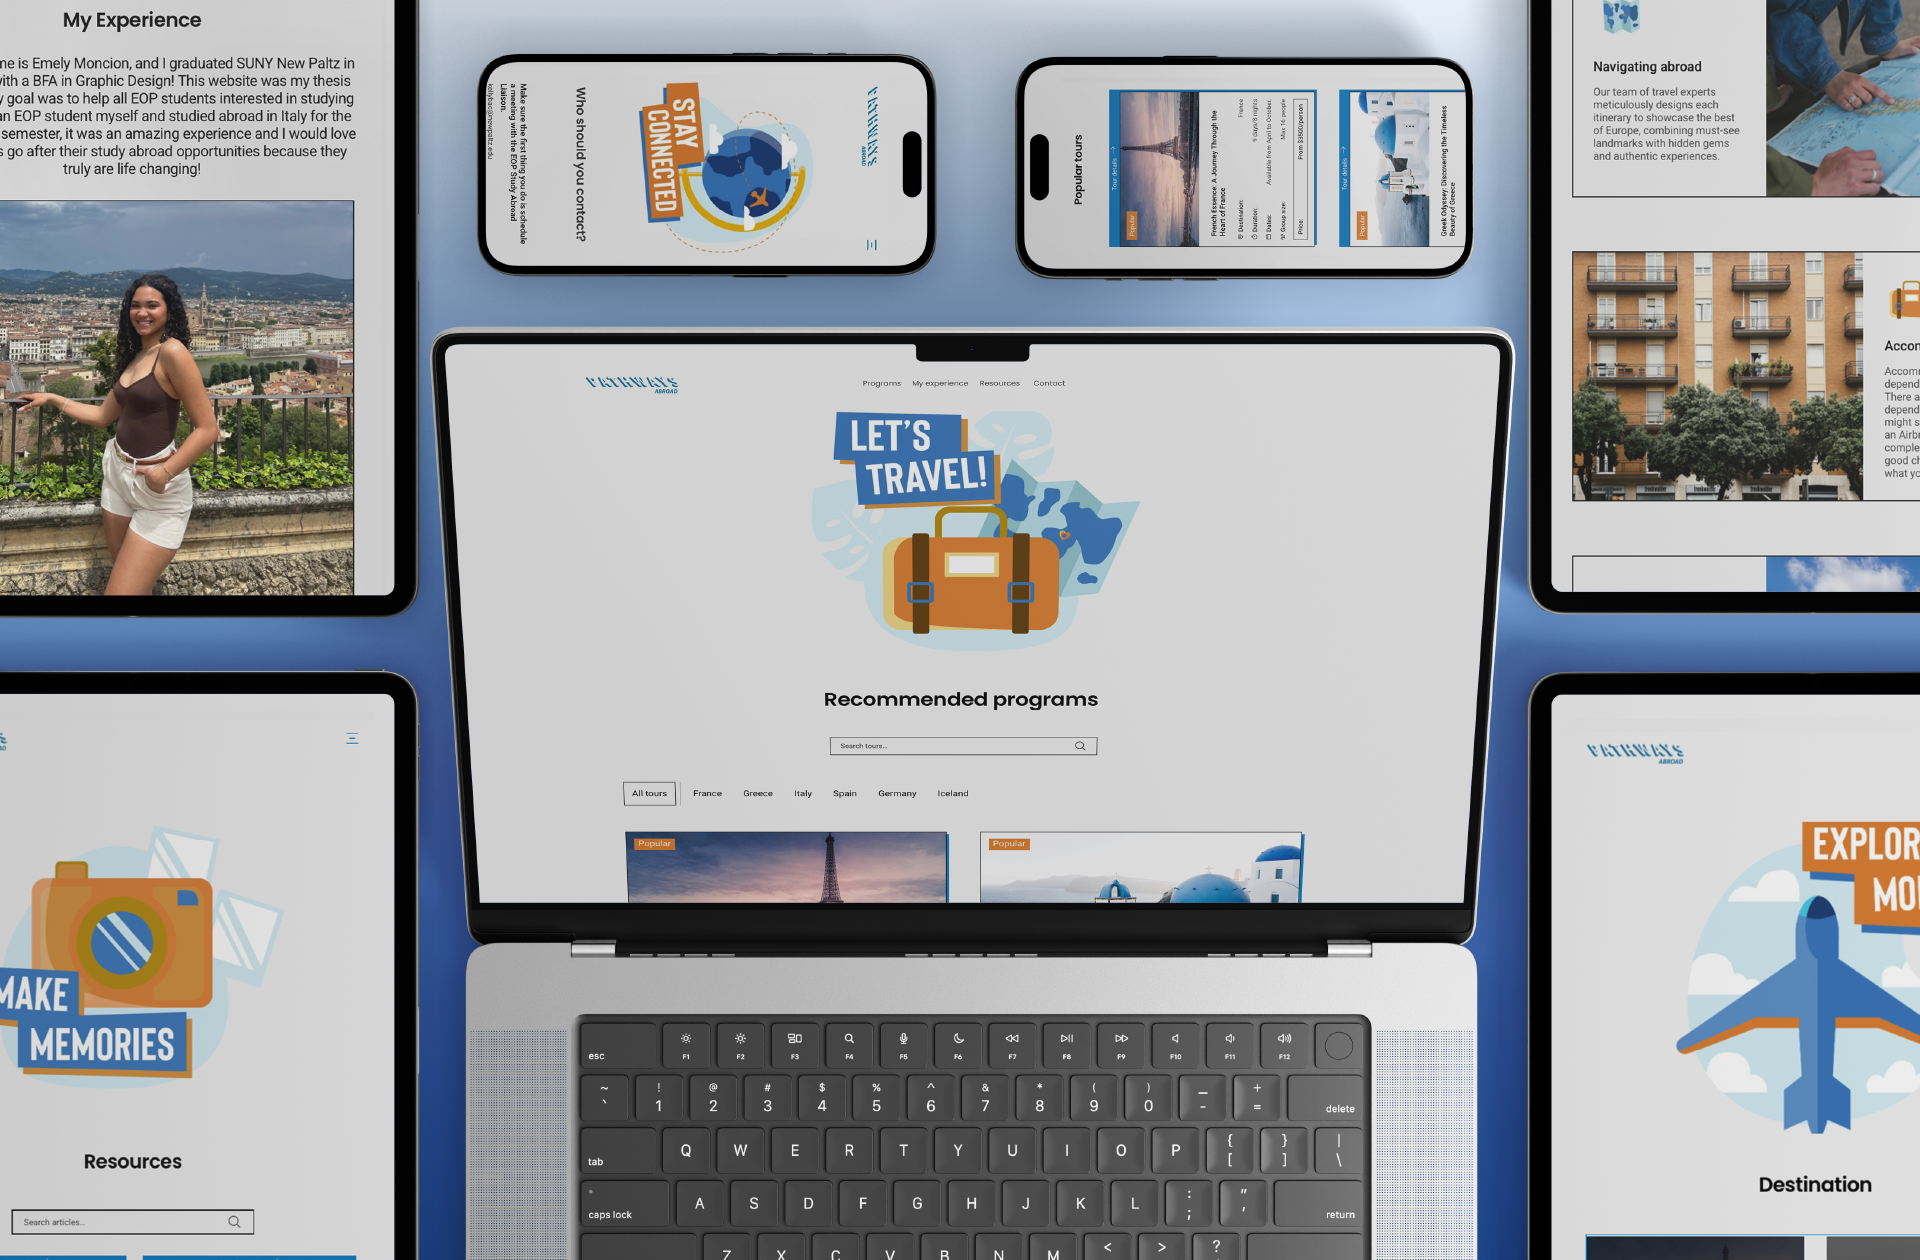 My Experience
me is Emely Moncion, and I graduated SUNY New Paltz in
with a BFA in Graphic Design! This website was my thesis
y goal was to help all EOP students interested in studying
an EOP student myself and studied abroad in Italy for the
semester, it was an amazing experience and I would love
s go after their study abroad opportunities because they
truly are life changing!
PATHWAYS
ABROAD
STAY
CONNECTED
Who should you contact?
Make sure the first thing you do is schedule
a meeting with the EOP Study Abroad
Liaison.
Popular tours
Tour details →
Popular
French Essence: A Journey Through the
Heart of France
Destination: France
Duration: 9 days/8 nights
Dates: Available from April to October.
Group size: Max 16 people
Price: From $3500/person
Tour details →
Popular
Greek Odyssey: Discovering the Timeless
Beauty of Greece
Navigating abroad
Our team of travel experts
meticulously designs each
itinerary to showcase the best
of Europe, combining must-see
landmarks with hidden gems
and authentic experiences.
Accom
Accomm
depend
There a
depend
might s
an Airb
comple
good ch
what yo
PATHWAYS
ABROAD
Programs My experience Resources Contact
LET'S
TRAVEL!
Recommended programs
Search tours...
All tours France Greece Italy Spain Germany Iceland
Popular
Popular
MAKE
MEMORIES
Resources
Search articles...
PATHWAYS
ABROAD
EXPLOR
MO
Destination
esc F1 F2 F3 F4 F5 F6 F7 F8 F9 F10 F11 F12
~ ! @ # $ % ^ & * ( ) — +
` 1 2 3 4 5 6 7 8 9 0 - = delete
tab Q W E R T Y U I O P { [ } ] | \
caps lock A S D F G H J K L : ; " ' return
Z X C V B N M < > ?